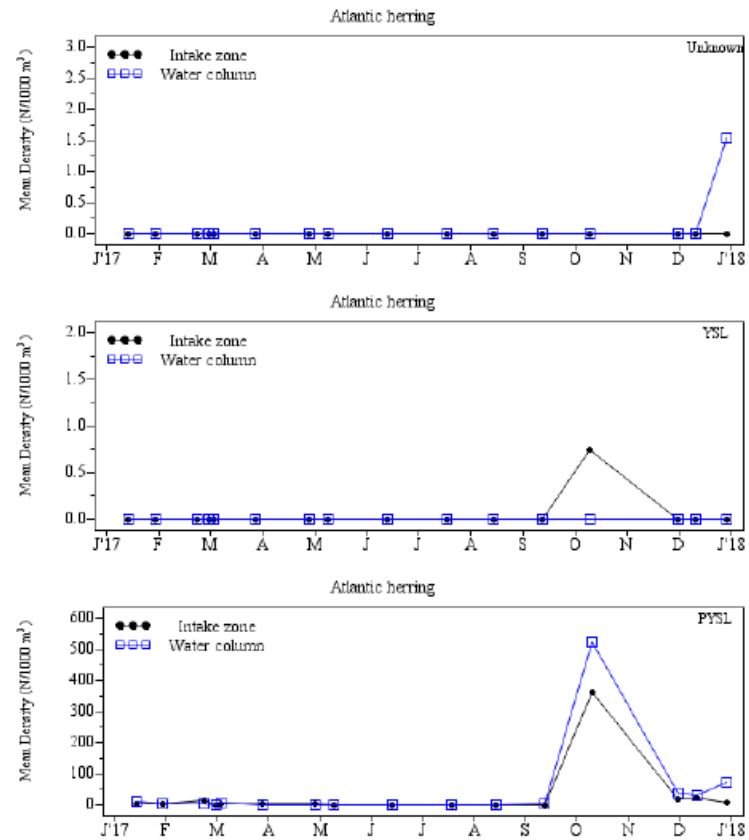 Atlantic herring
Mean Density (N/1000 m³)
3.0
2.5
2.0
1.5
1.0
0.5
0.0
Intake zone
Water column
Unknown
J'17 F M A M J J A S O N D J'18
Atlantic herring
Mean Density (N/1000 m³)
2.0
1.5
1.0
0.5
0.0
Intake zone
Water column
YSL
J'17 F M A M J J A S O N D J'18
Atlantic herring
Mean Density (N/1000 m³)
600
500
400
300
200
100
0
Intake zone
Water column
PYSL
J'17 F M A M J J A S O N D J'18